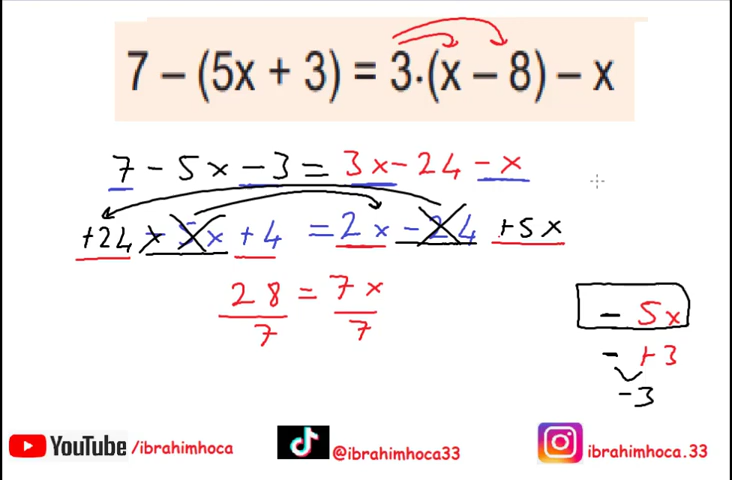 7 – (5x + 3) = 3·(x – 8) – x
7 - 5x - 3 = 3x - 24 - x
+24 - 5x + 4 = 2x - 24 + 5x
28 = 7x
7 7
- 5x
- +3
-3
YouTube /ibrahimhoca
@ibrahimhoca33
ibrahimhoca.33